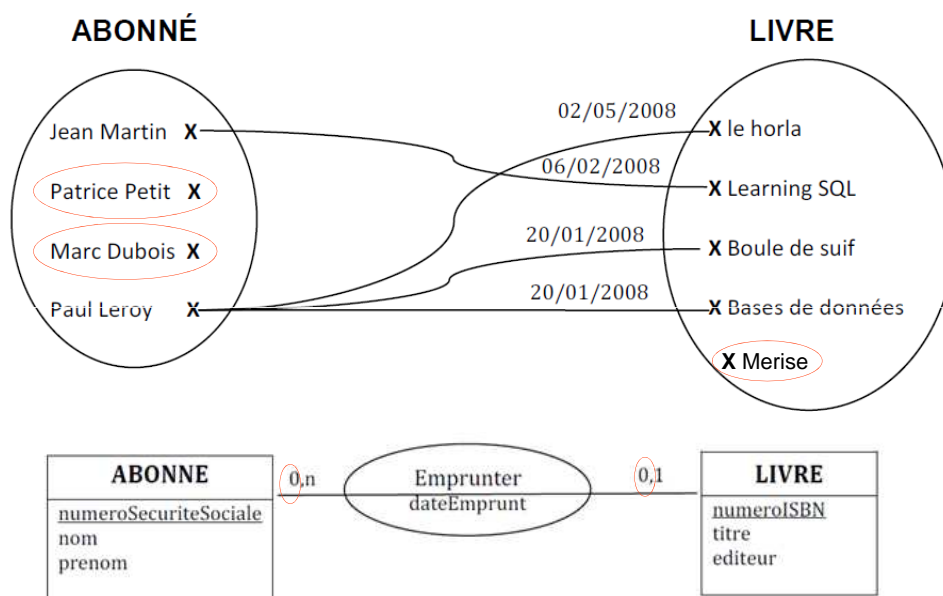 ABONNÉ
LIVRE
02/05/2008
Jean Martin X
X le horla
06/02/2008
Patrice Petit X
X Learning SQL
20/01/2008
Marc Dubois X
X Boule de suif
20/01/2008
Paul Leroy X
X Bases de données
X Merise
ABONNE
0,n
Emprunter
0,1
LIVRE
dateEmprunt
numeroSecuriteSociale
nom
prenom
numeroISBN
titre
editeur